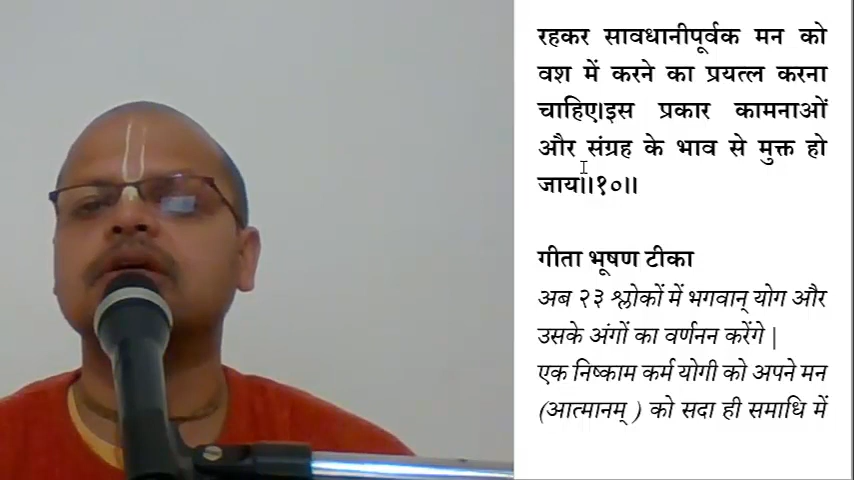 रहकर सावधानीपूर्वक मन को
वश में करने का प्रयत्ल करना
चाहिए।इस प्रकार कामनाओं
और संग्रह के भाव से मुक्त हो
जाय॥१०॥
गीता भूषण टीका
अब २३ श्लोकों में भगवान् योग और
उसके अंगों का वर्णनन करेंगे |
एक निष्काम कर्म योगी को अपने मन
(आत्मानम् ) को सदा ही समाधि में